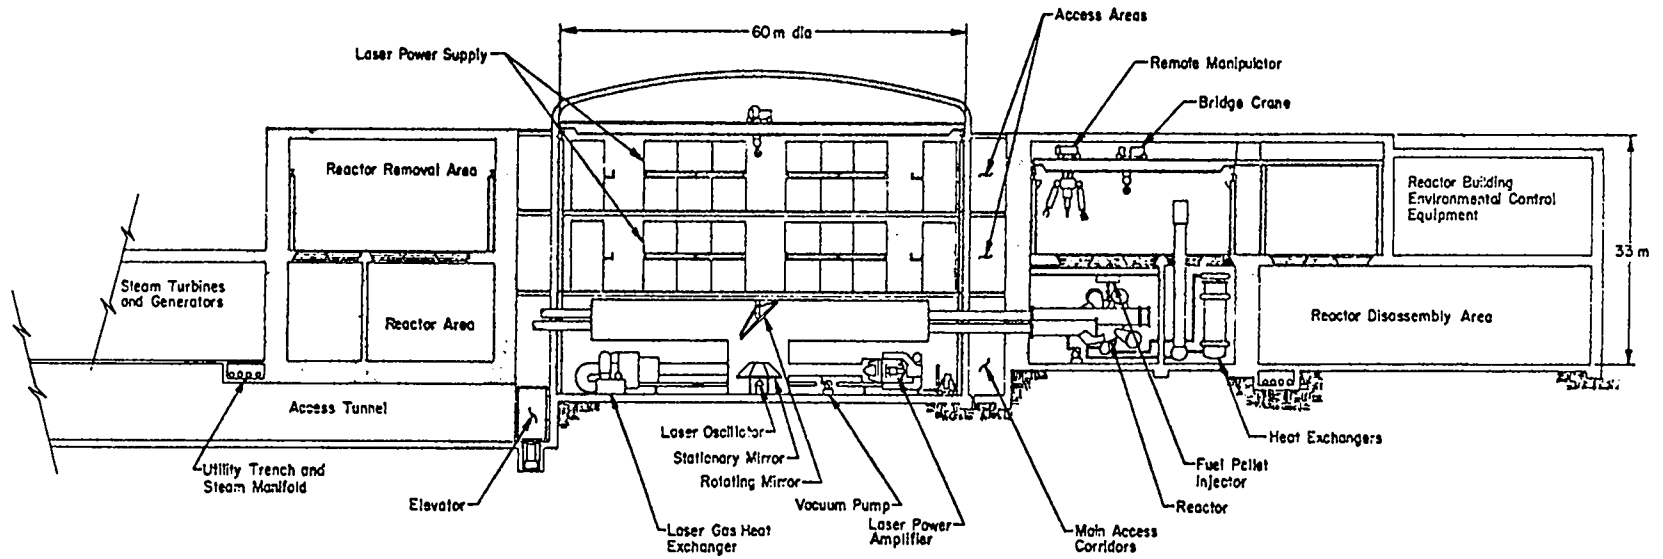 Access Areas
60 m dia
Laser Power Supply
Remote Manipulator
Bridge Crane
Reactor Removal Area
Reactor Building
Environmental Control
Equipment
33 m
Steam Turbines
and Generators
Reactor Area
Reactor Disassembly Area
Access Tunnel
Laser Oscillator
Stationary Mirror
Rotating Mirror
Heat Exchangers
Utility Trench and
Steam Manifold
Fuel Pellet
Injector
Elevator
Vacuum Pump
Reactor
Laser Gas Heat
Exchanger
Laser Power
Amplifier
Main Access
Corridors